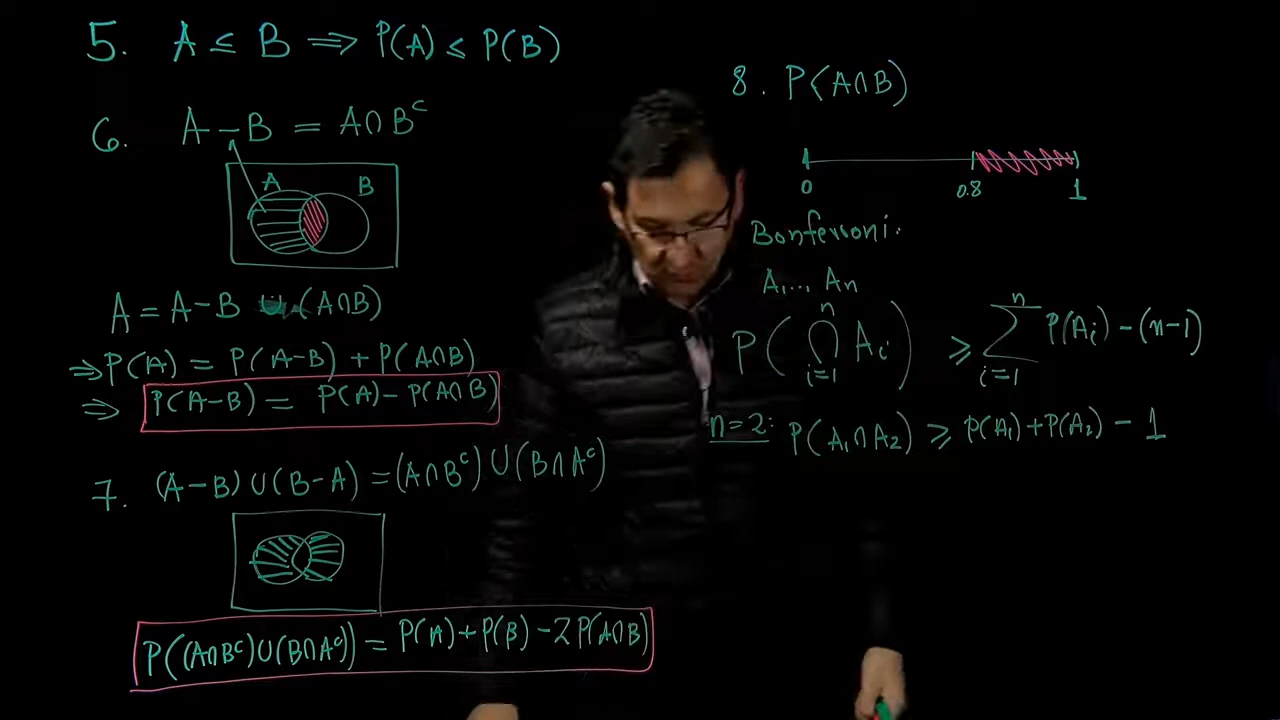 5. A ≤ B ⇒ P(A) ≤ P(B)
6. A - B = A∩Bᶜ
A B
A = A-B ∪ (A∩B)
⇒ P(A) = P(A-B) + P(A∩B)
⇒ P(A-B) = P(A) - P(A∩B)
7. (A-B) ∪ (B-A) = (A∩Bᶜ) ∪ (B∩Aᶜ)
P((A∩Bᶜ)∪(B∩Aᶜ)) = P(A)+P(B)-2P(A∩B)
8. P(A∩B)
0 0.8 1
Bonferroni:
A₁... Aₙ
P(⋂ᵢ₌₁ⁿ Aᵢ) ≥ ∑ᵢ₌₁ⁿ P(Aᵢ) - (n-1)
n=2: P(A₁∩A₂) ≥ P(A₁)+P(A₂) - 1